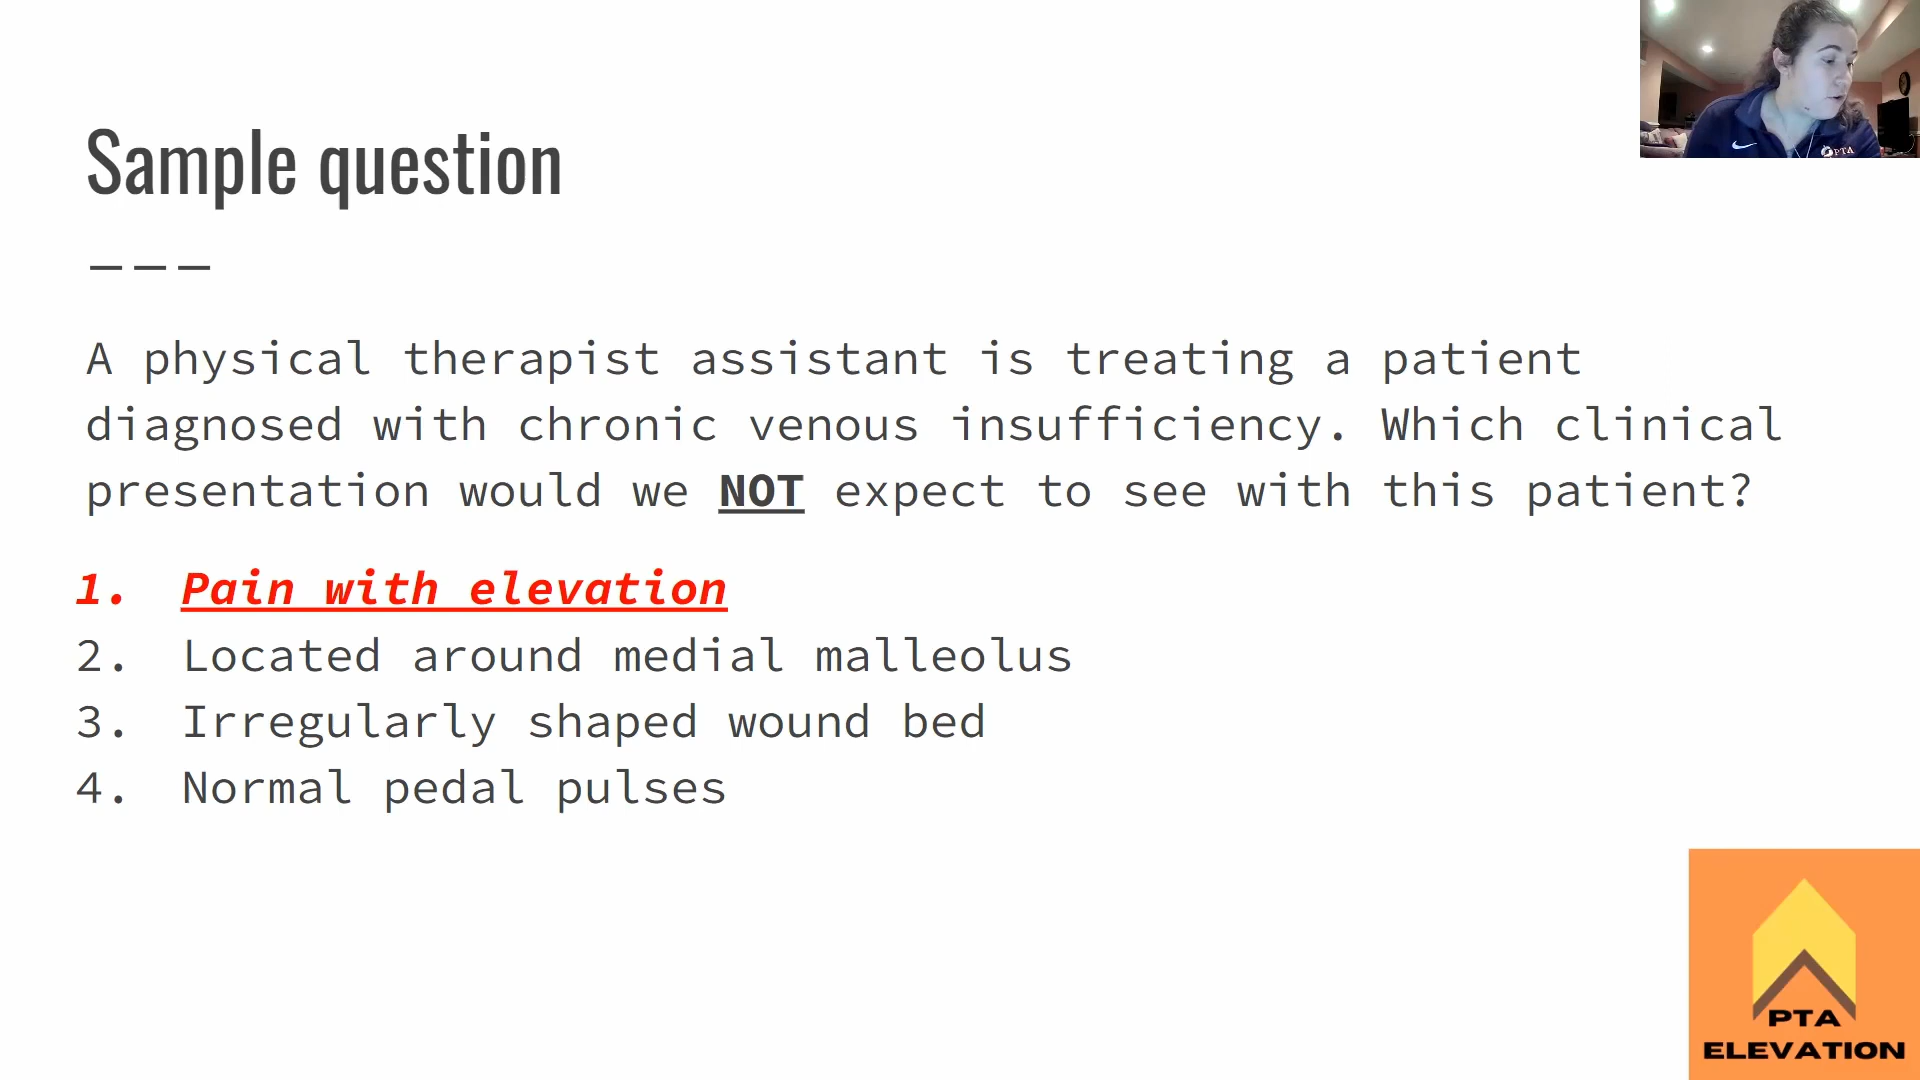 Sample question
———
A physical therapist assistant is treating a patient
diagnosed with chronic venous insufficiency. Which clinical
presentation would we NOT expect to see with this patient?
1. Pain with elevation
2. Located around medial malleolus
3. Irregularly shaped wound bed
4. Normal pedal pulses
PTA
PTA
ELEVATION